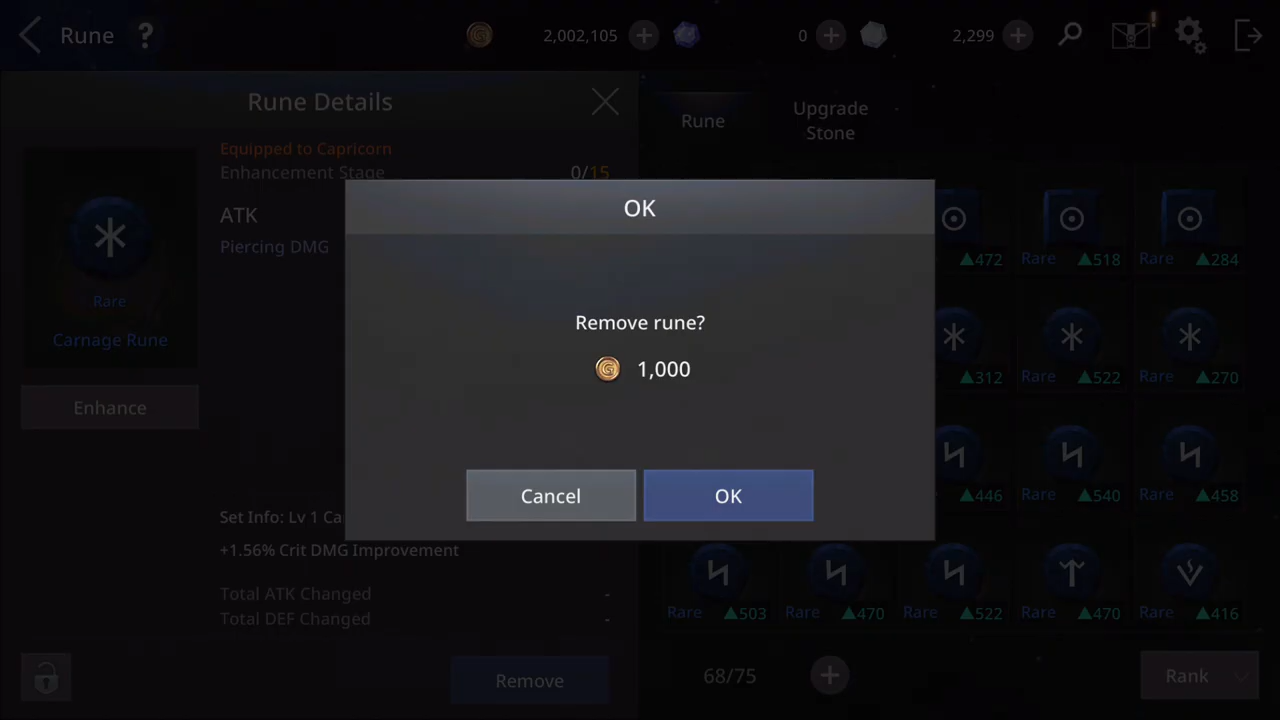 Rune ?
2,002,105
0
2,299
Rune Details
Rune
Upgrade
Stone
Equipped to Capricorn
Enhancement Stage 0/15
ATK
Piercing DMG
Rare
Carnage Rune
Enhance
OK
Remove rune?
1,000
Cancel
OK
Set Info: Lv 1 Ca
+1.56% Crit DMG Improvement
Total ATK Changed -
Total DEF Changed -
Remove
472
Rare 518
Rare 284
312
Rare 522
Rare 270
446
Rare 540
Rare 458
Rare 503
Rare 470
Rare 522
Rare 470
Rare 416
68/75
Rank